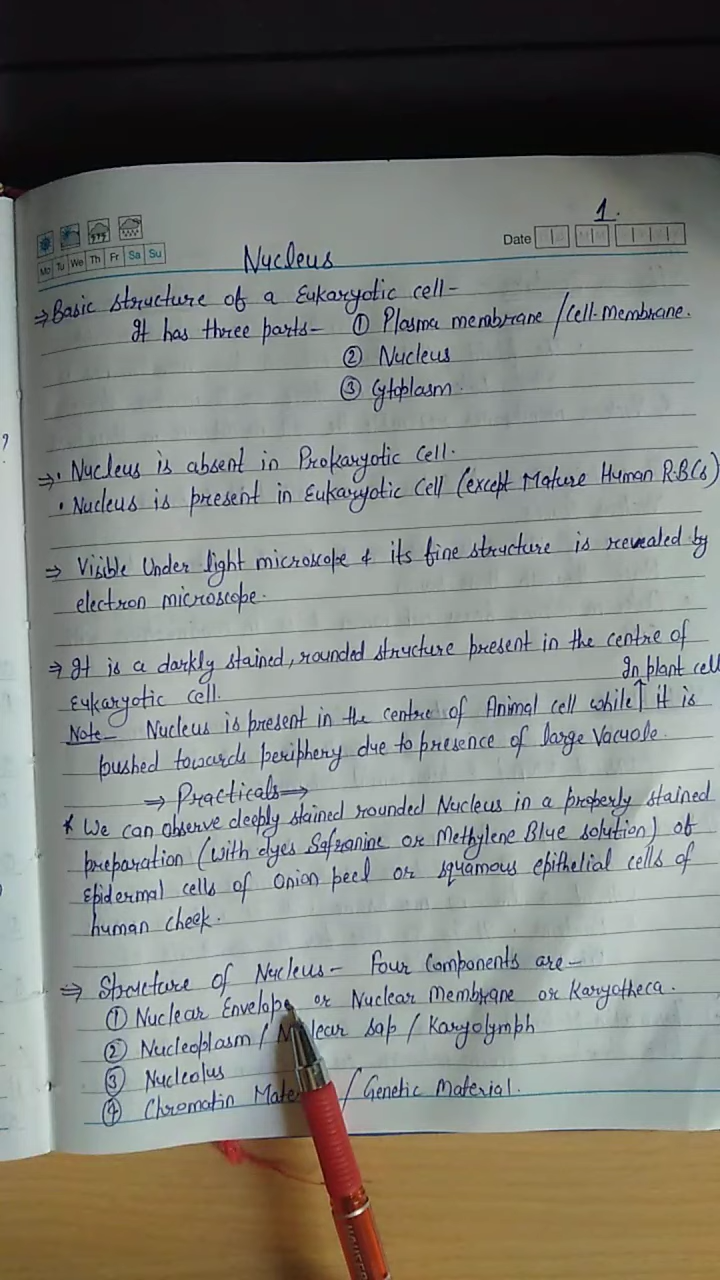 1.
Date
Mo Tu We Th Fr Sa Su
Nucleus
⇒ Basic structure of a Eukaryotic cell-
It has three parts- ① Plasma membrane /Cell-Membrane.
② Nucleus
③ Cytoplasm.
⇒ • Nucleus is absent in Prokaryotic Cell.
• Nucleus is present in Eukaryotic Cell (except Mature Human R.B.Cs)
⇒ Visible Under light microscope & its fine structure is revealed by
electron microscope.
⇒ It is a darkly stained, rounded structure present in the centre of
Eukaryotic cell.
In plant cell
Note- Nucleus is present in the centre of Animal cell while ↑ it is
pushed towards periphery due to presence of large Vacuole.
⇒ Practicals ⇒
* We can observe deeply stained rounded Nucleus in a properly stained
preparation (with dyes Safranine or Methylene Blue solution) of
Epidermal cells of Onion peel or squamous epithelial cells of
human cheek.
⇒ Structure of Nucleus- Four Components are-
① Nuclear Envelope or Nuclear Membrane or Karyotheca.
② Nucleoplasm / Nuclear Sap / Karyolymph
③ Nucleolus
④ Chromatin Material / Genetic Material.